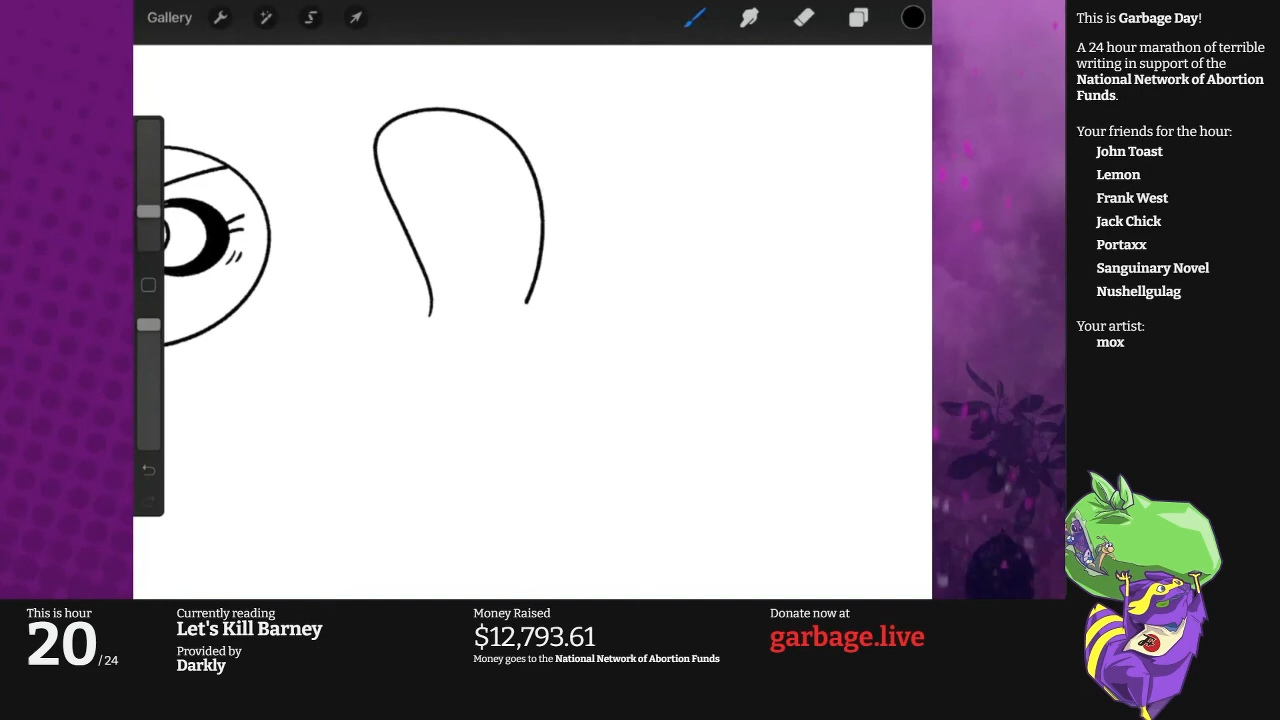 Gallery
This is Garbage Day!
A 24 hour marathon of terrible
writing in support of the
National Network of Abortion
Funds.
Your friends for the hour:
John Toast
Lemon
Frank West
Jack Chick
Portaxx
Sanguinary Novel
Nushellgulag
Your artist:
mox
This is hour
20 / 24
Currently reading
Let's Kill Barney
Provided by
Darkly
Money Raised
$12,793.61
Money goes to the National Network of Abortion Funds
Donate now at
garbage.live